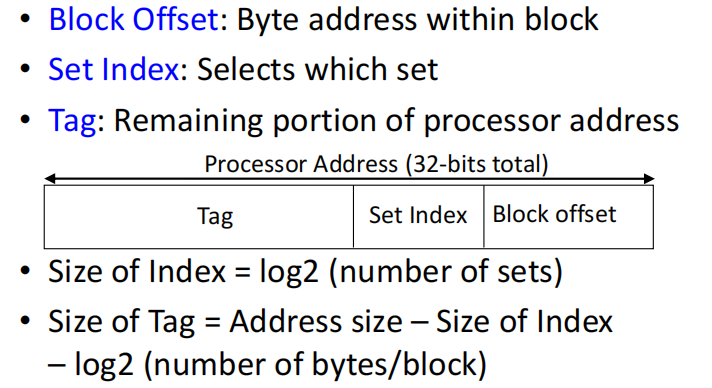 • Block Offset: Byte address within block
• Set Index: Selects which set
• Tag: Remaining portion of processor address
Processor Address (32-bits total)
Tag Set Index Block offset
• Size of Index = log2 (number of sets)
• Size of Tag = Address size – Size of Index
– log2 (number of bytes/block)